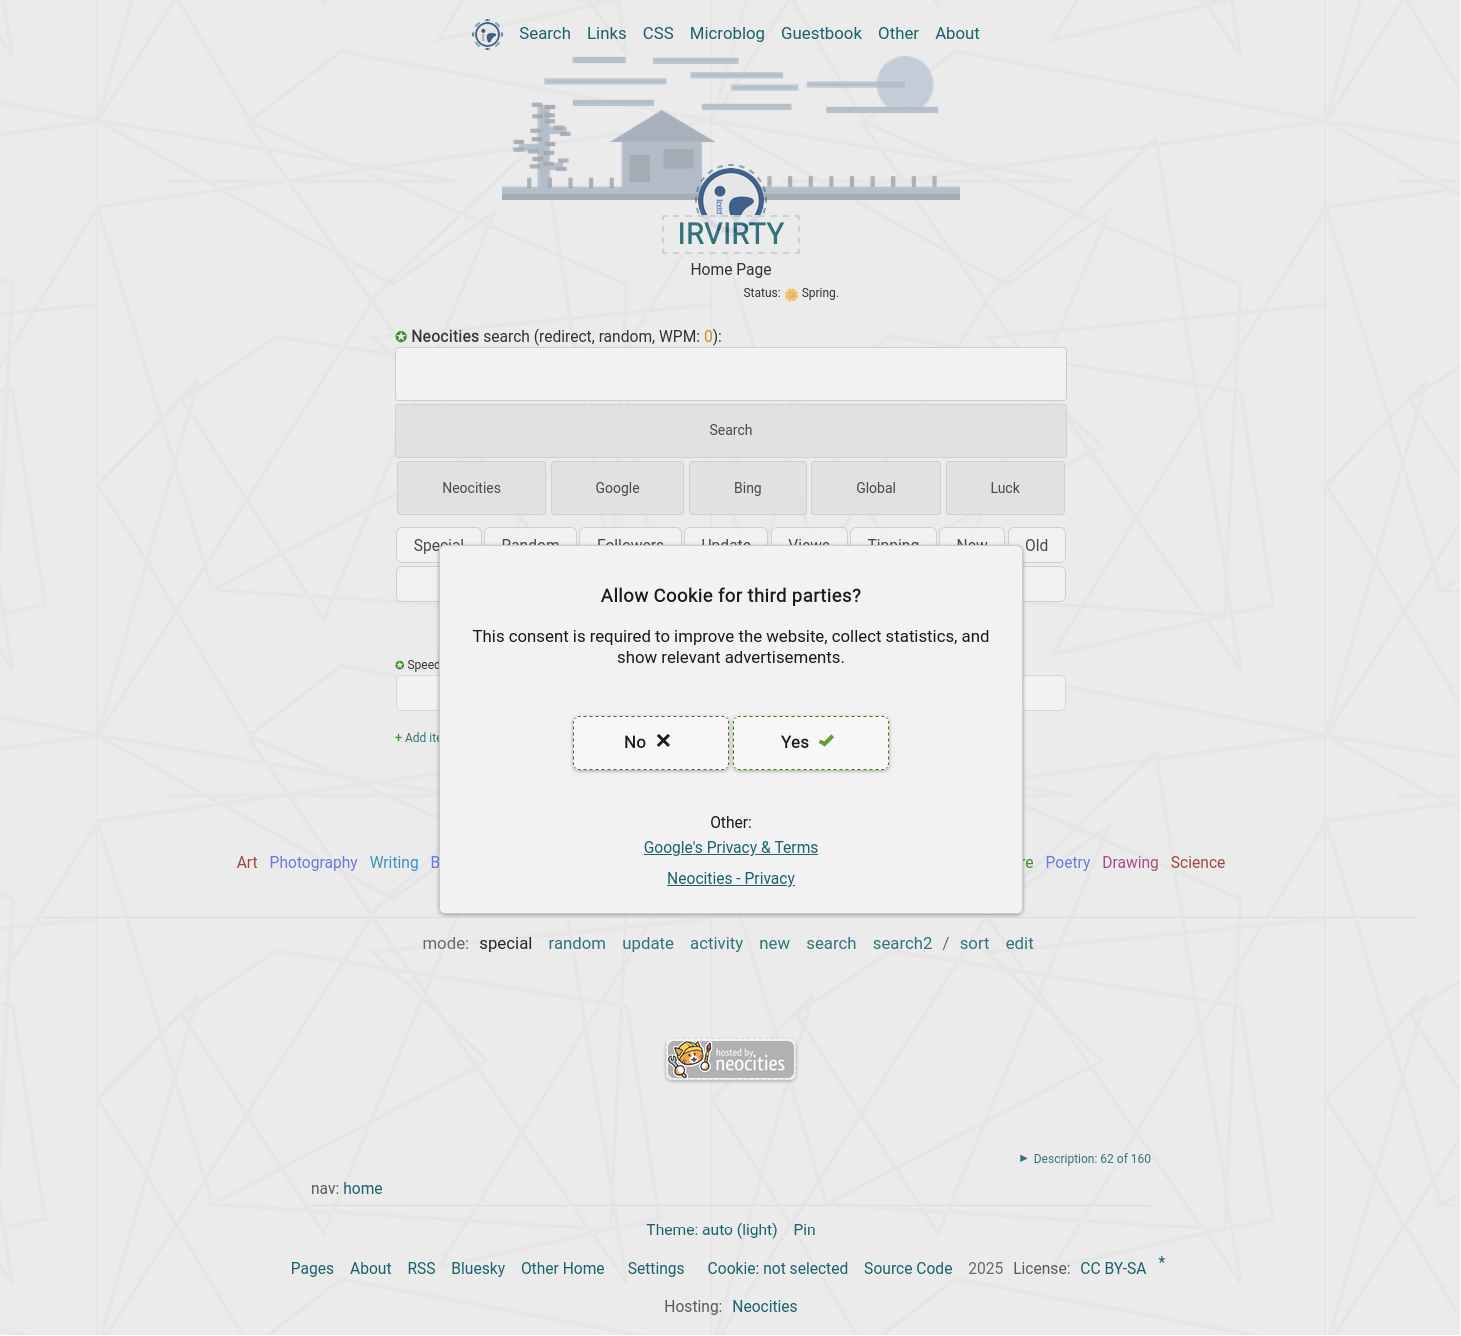 Search Links CSS Microblog Guestbook Other About
IRVIRTY
Home Page
Status: 🌼 Spring.
✪ Neocities search (redirect, random, WPM: 0):
Search
Neocities Google Bing Global Luck
Special Random Followers Update Views Tipping New Old
Allow Cookie for third parties?
This consent is required to improve the website, collect statistics, and
show relevant advertisements.
✪ Speed
No ✕ Yes ✔
+ Add ite
Other:
Google's Privacy & Terms
Art Photography Writing B re Poetry Drawing Science
Neocities - Privacy
mode: special random update activity new search search2 / sort edit
hosted by
neocities
► Description: 62 of 160
nav: home
Theme: auto (light) Pin
Pages About RSS Bluesky Other Home Settings Cookie: not selected Source Code 2025 License: CC BY-SA *
Hosting: Neocities